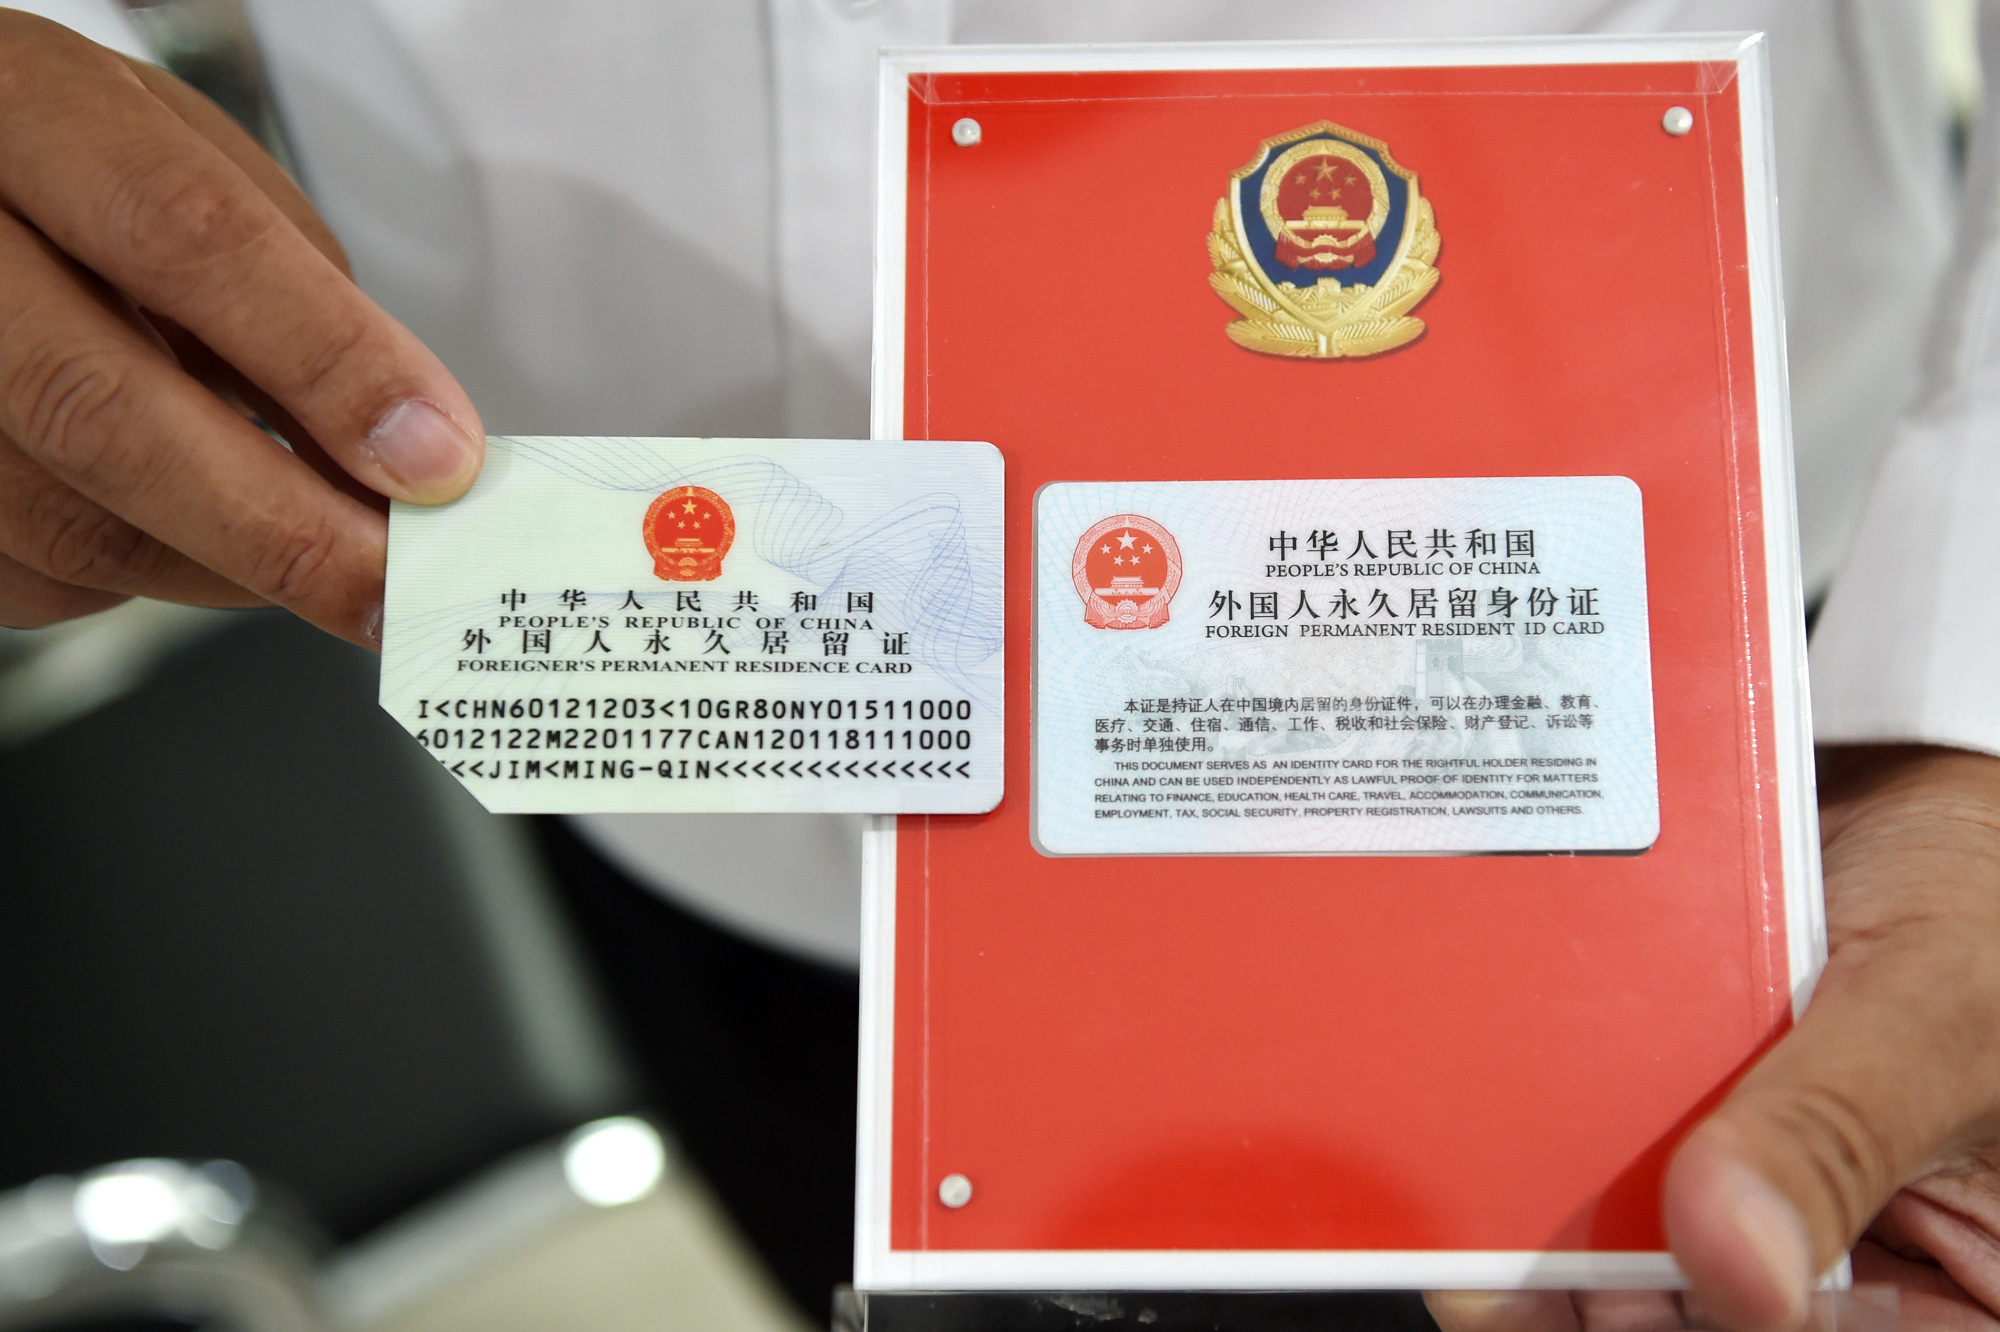 中华人民共和国
PEOPLE'S REPUBLIC OF CHINA
外国人永久居留证
FOREIGNER'S PERMANENT RESIDENCE CARD
I<CHN60121203<10GR80NY01511000
6012122M2201177CAN120118111000
<<JIM<MING-QIN<<<<<<<<<<<<<<
中华人民共和国
PEOPLE'S REPUBLIC OF CHINA
外国人永久居留身份证
FOREIGN PERMANENT RESIDENT ID CARD
本证是持证人在中国境内居留的身份证件，可以在办理金融、教育、
医疗、交通、住宿、通信、工作、税收和社会保险、财产登记、诉讼等
事务时单独使用。
THIS DOCUMENT SERVES AS AN IDENTITY CARD FOR THE RIGHTFUL HOLDER RESIDING IN
CHINA AND CAN BE USED INDEPENDENTLY AS LAWFUL PROOF OF IDENTITY FOR MATTERS
RELATING TO FINANCE, EDUCATION, HEALTH CARE, TRAVEL, ACCOMMODATION, COMMUNICATION,
EMPLOYMENT, TAX, SOCIAL SECURITY, PROPERTY REGISTRATION, LAWSUITS AND OTHERS.